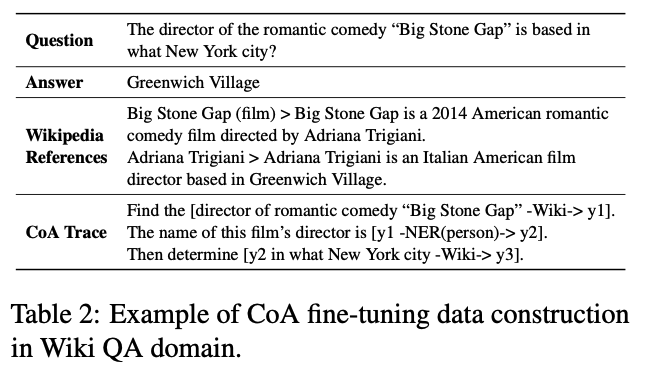 Question
The director of the romantic comedy “Big Stone Gap” is based in
what New York city?
Answer
Greenwich Village
Wikipedia
References
Big Stone Gap (film) > Big Stone Gap is a 2014 American romantic
comedy film directed by Adriana Trigiani.
Adriana Trigiani > Adriana Trigiani is an Italian American film
director based in Greenwich Village.
CoA Trace
Find the [director of romantic comedy “Big Stone Gap” -Wiki-> y1].
The name of this film’s director is [y1 -NER(person)-> y2].
Then determine [y2 in what New York city -Wiki-> y3].
Table 2: Example of CoA fine-tuning data construction
in Wiki QA domain.